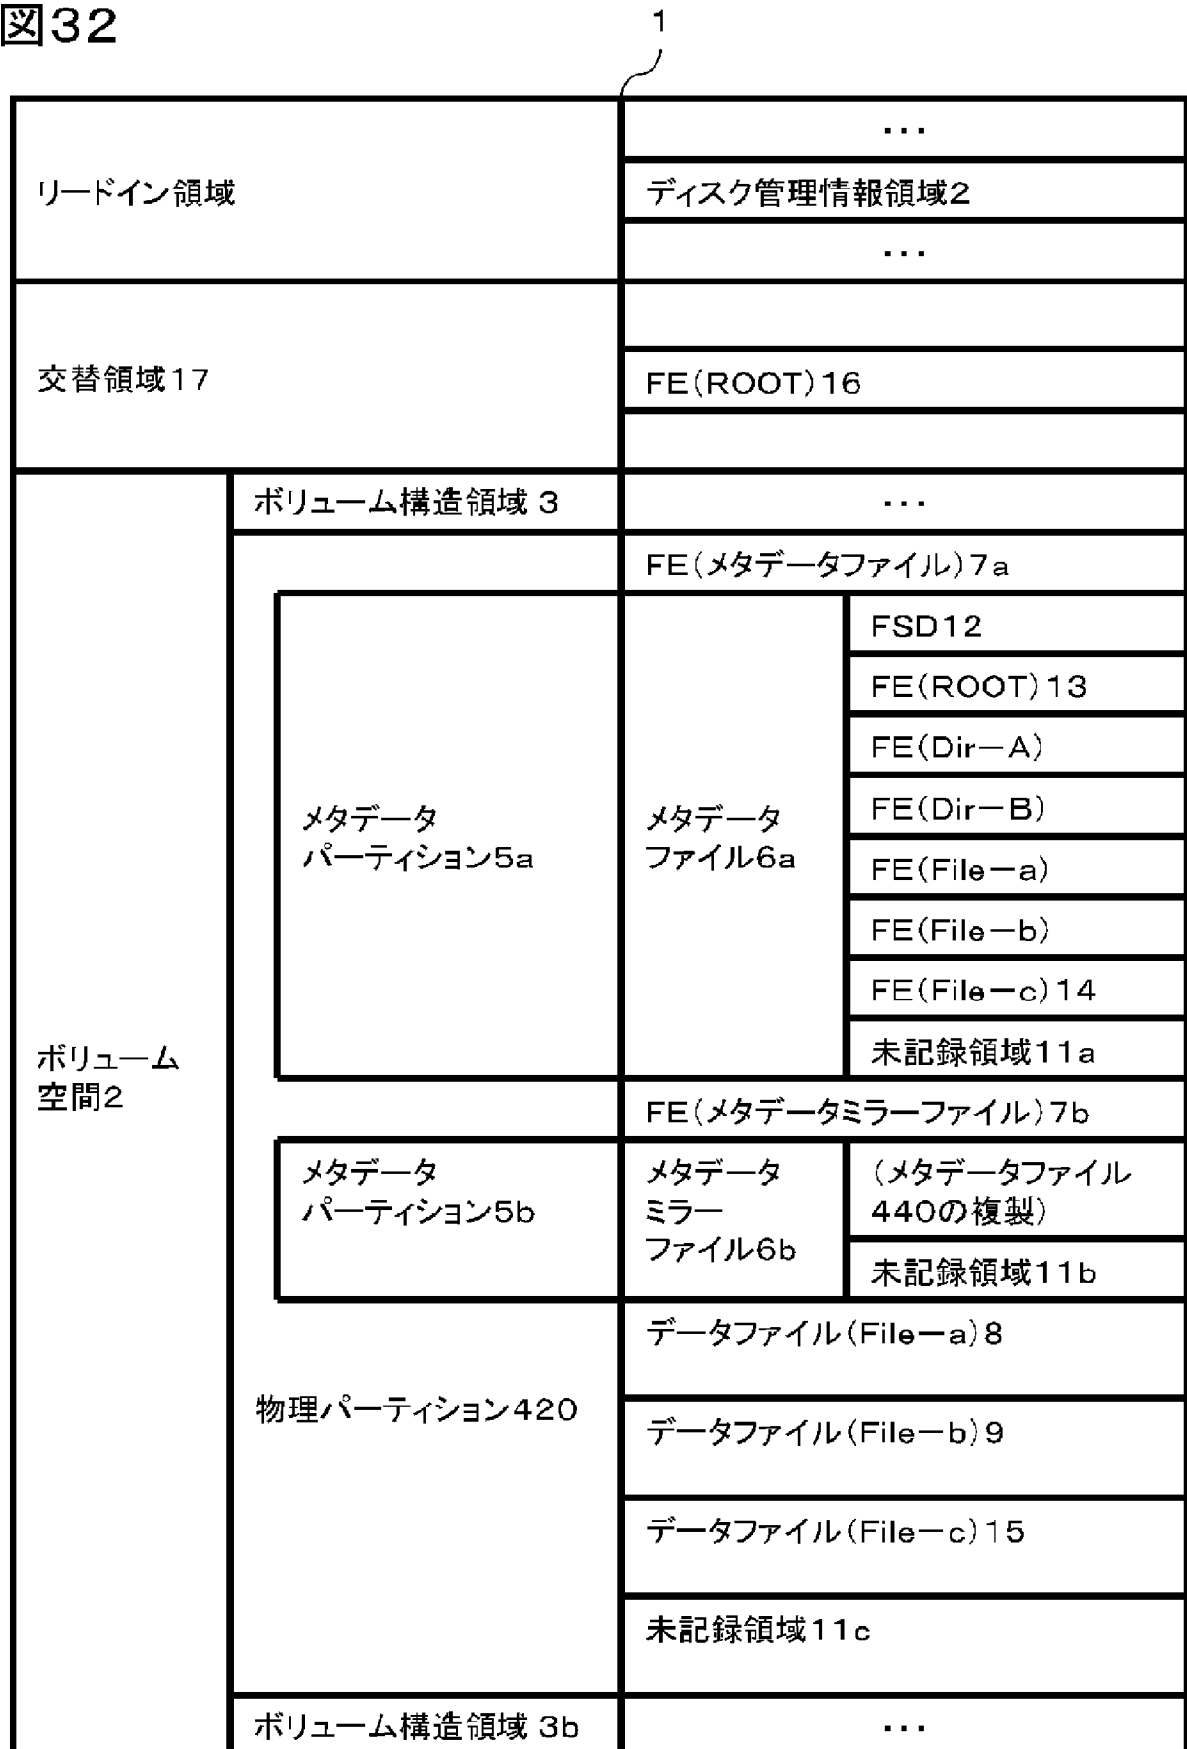 図32
1
・・・
リードイン領域
ディスク管理情報領域2
・・・
交替領域17
FE(ROOT)16
ボリューム構造領域 3
・・・
FE(メタデータファイル)7a
FSD12
FE(ROOT)13
FE(Dir－A)
FE(Dir－B)
メタデータ
パーティション5a
メタデータ
ファイル6a
FE(File－a)
FE(File－b)
FE(File－c)14
未記録領域11a
ボリューム
空間2
FE(メタデータミラーファイル)7b
メタデータ
パーティション5b
メタデータ
ミラー
ファイル6b
(メタデータファイル
440の複製)
未記録領域11b
データファイル(File－a)8
物理パーティション420
データファイル(File－b)9
データファイル(File－c)15
未記録領域11c
ボリューム構造領域 3b
・・・